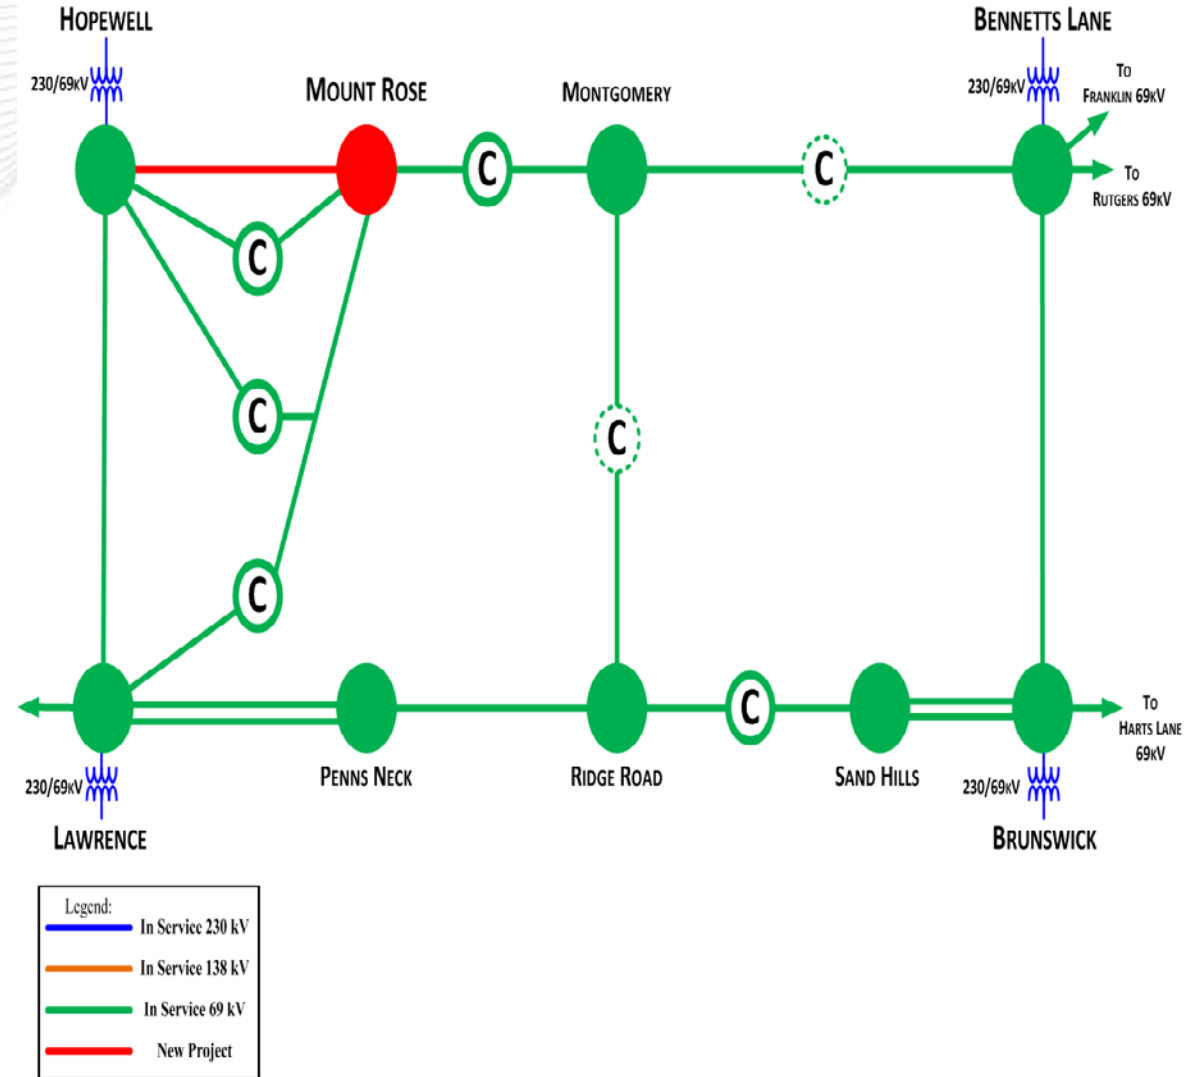 HOPEWELL
BENNETTS LANE
230/69KV
MOUNT ROSE
MONTGOMERY
230/69KV
TO
FRANKLIN 69KV
C
C
TO
RUTGERS 69KV
C
C
C
C
C
TO
HARTS LANE
69KV
230/69KV
PENNS NECK
RIDGE ROAD
SAND HILLS
230/69KV
LAWRENCE
BRUNSWICK
Legend:
In Service 230 kV
In Service 138 kV
In Service 69 kV
New Project